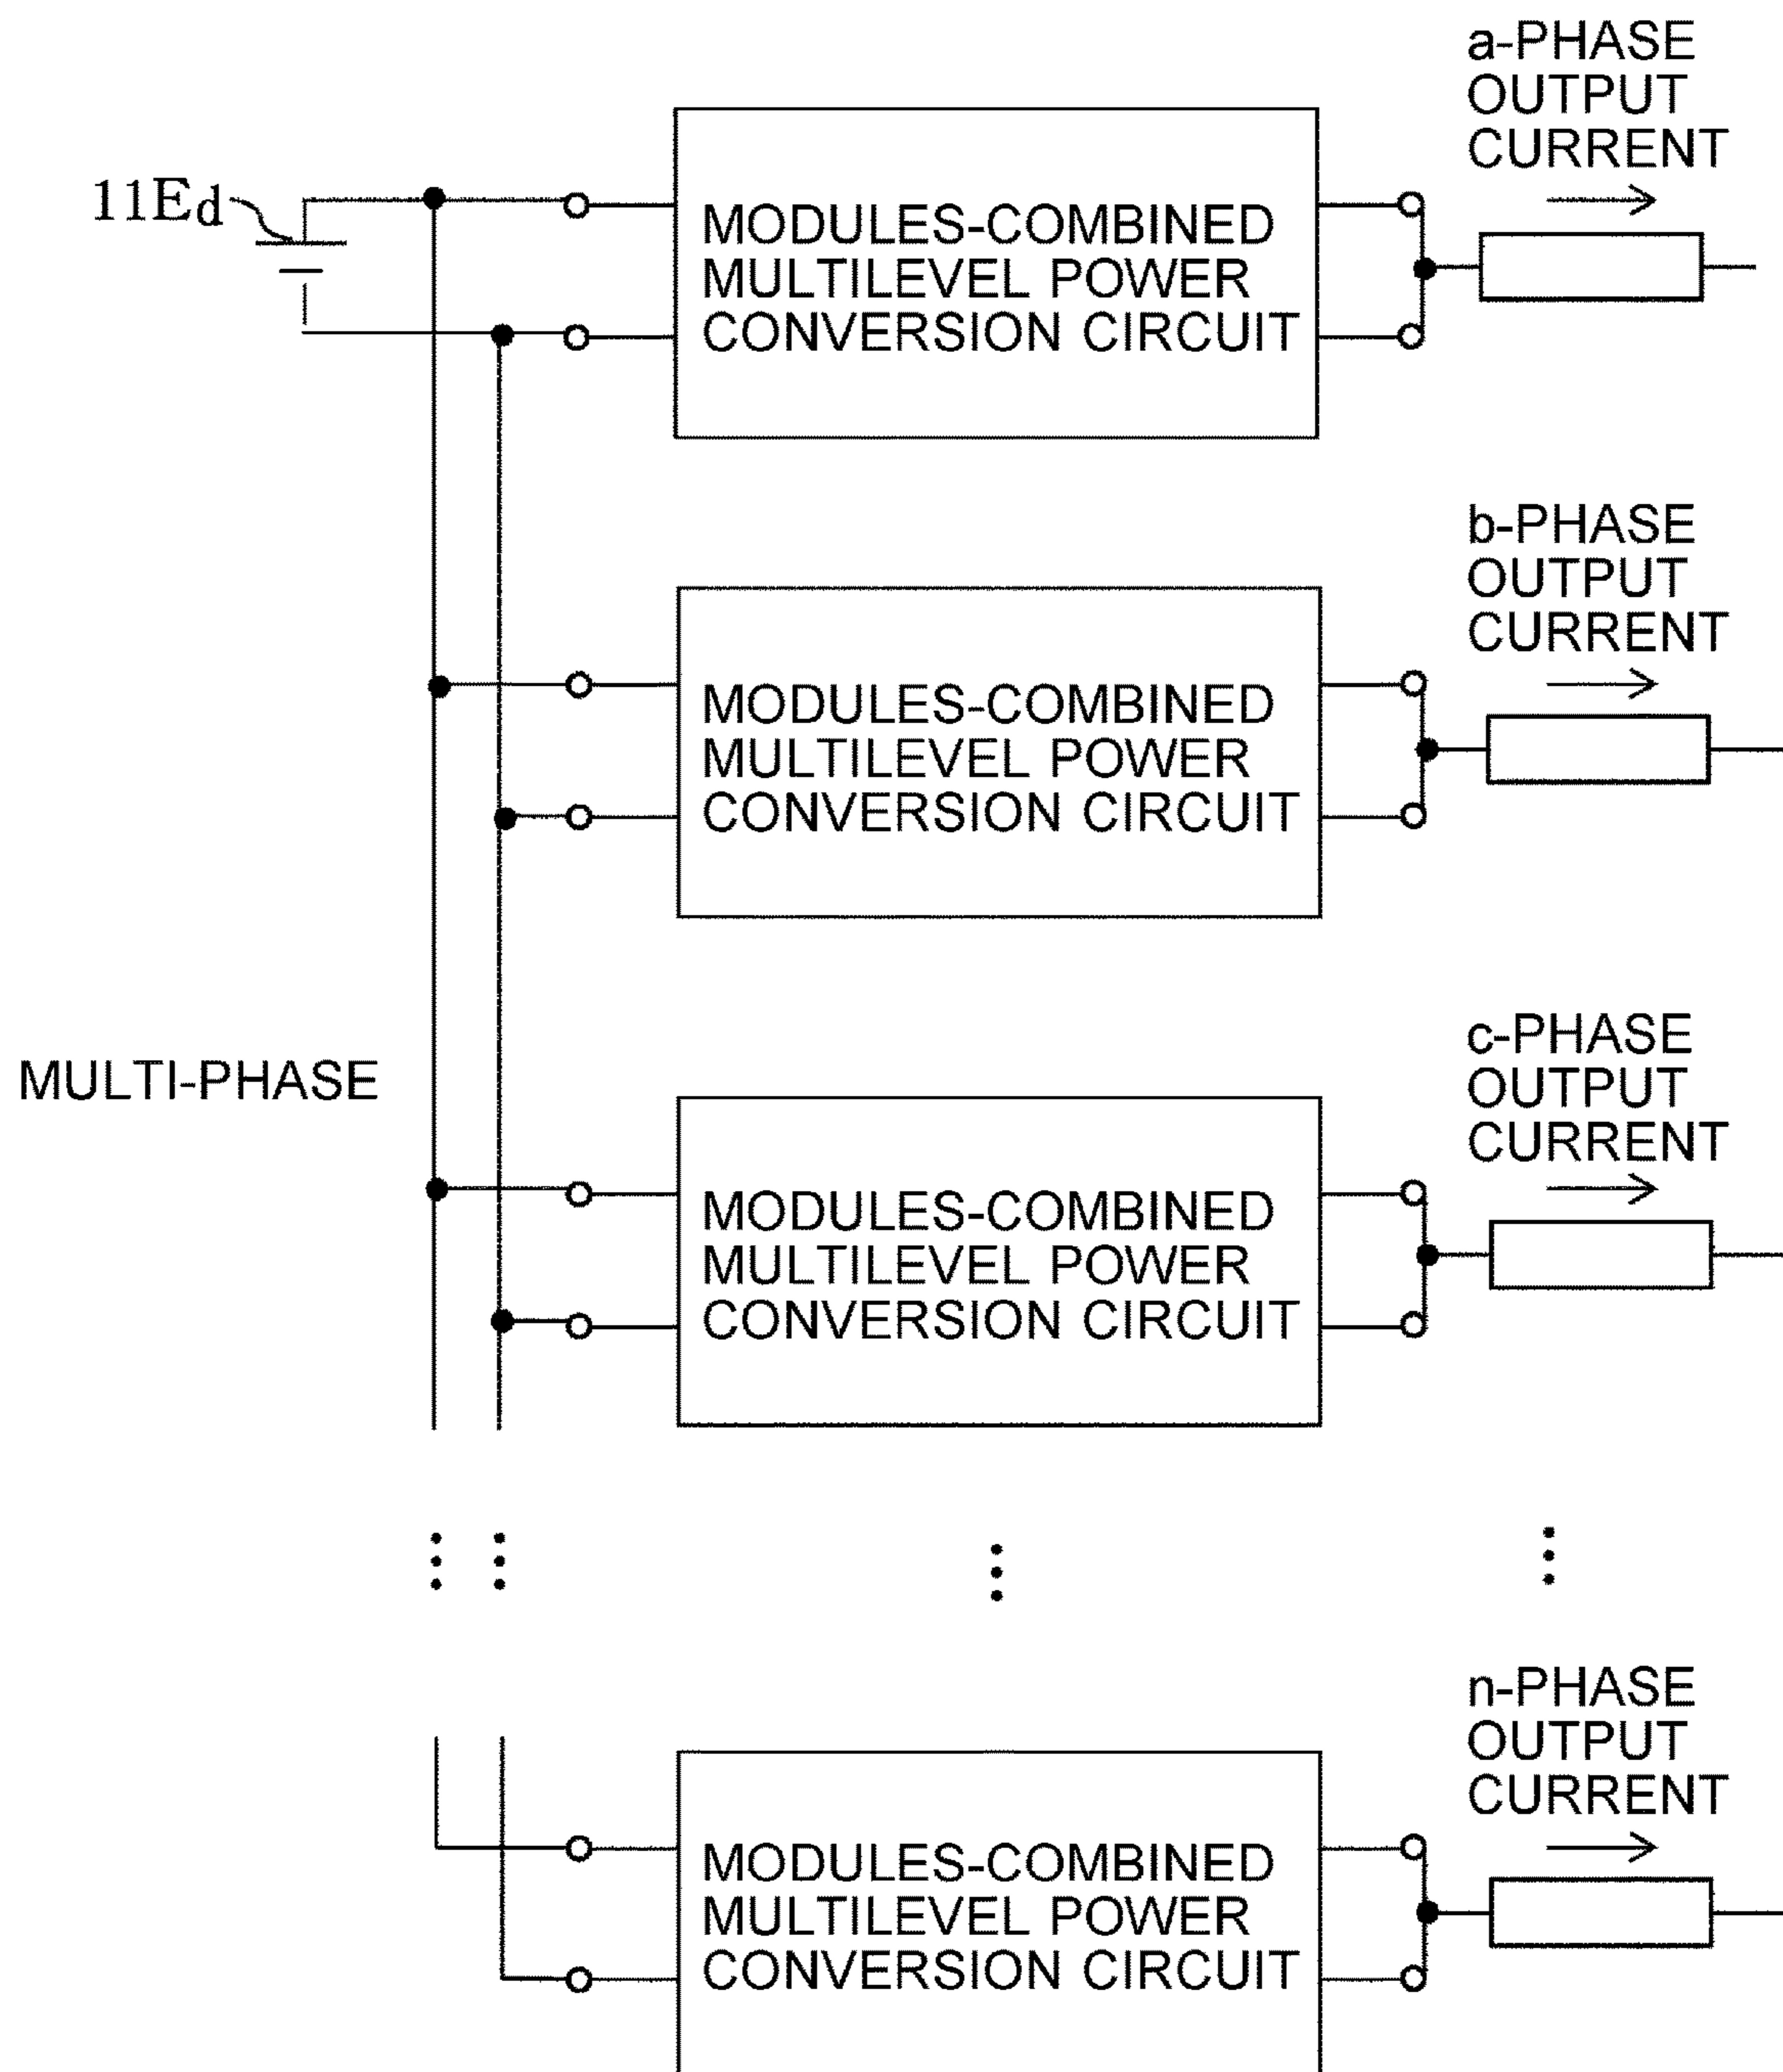 a-PHASE
OUTPUT
CURRENT
11Ed
MODULES-COMBINED
MULTILEVEL POWER
CONVERSION CIRCUIT
b-PHASE
OUTPUT
CURRENT
MODULES-COMBINED
MULTILEVEL POWER
CONVERSION CIRCUIT
c-PHASE
OUTPUT
CURRENT
MULTI-PHASE
MODULES-COMBINED
MULTILEVEL POWER
CONVERSION CIRCUIT
n-PHASE
OUTPUT
CURRENT
MODULES-COMBINED
MULTILEVEL POWER
CONVERSION CIRCUIT